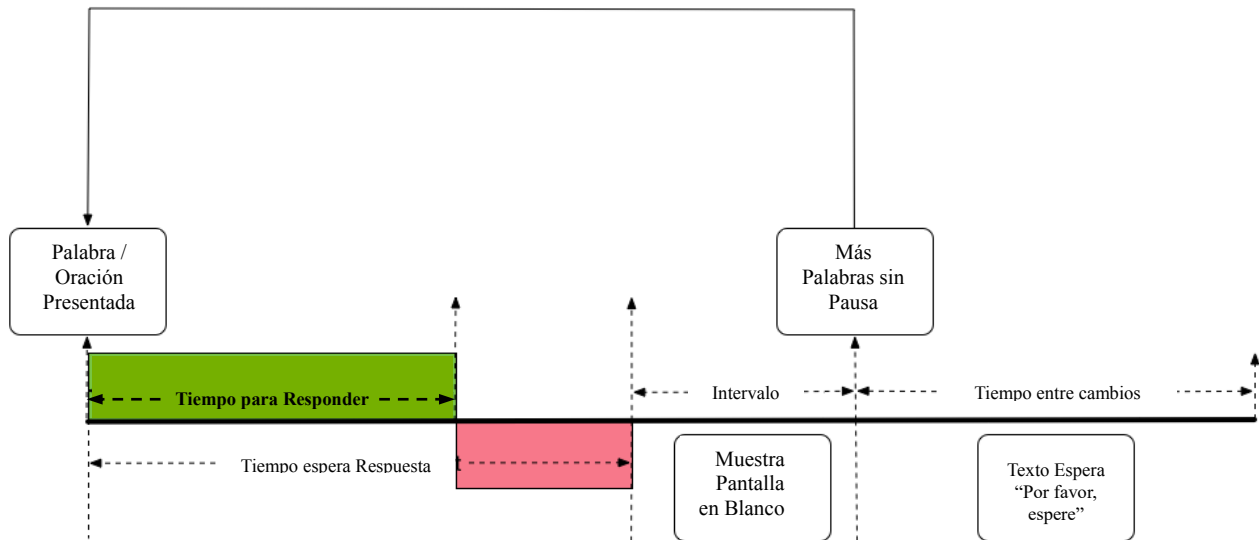 Palabra /
Oración
Presentada
Más
Palabras sin
Pausa
Tiempo para Responder
Intervalo
Tiempo entre cambios
Tiempo espera Respuesta
Muestra
Pantalla
en Blanco
Texto Espera
“Por favor,
espere”